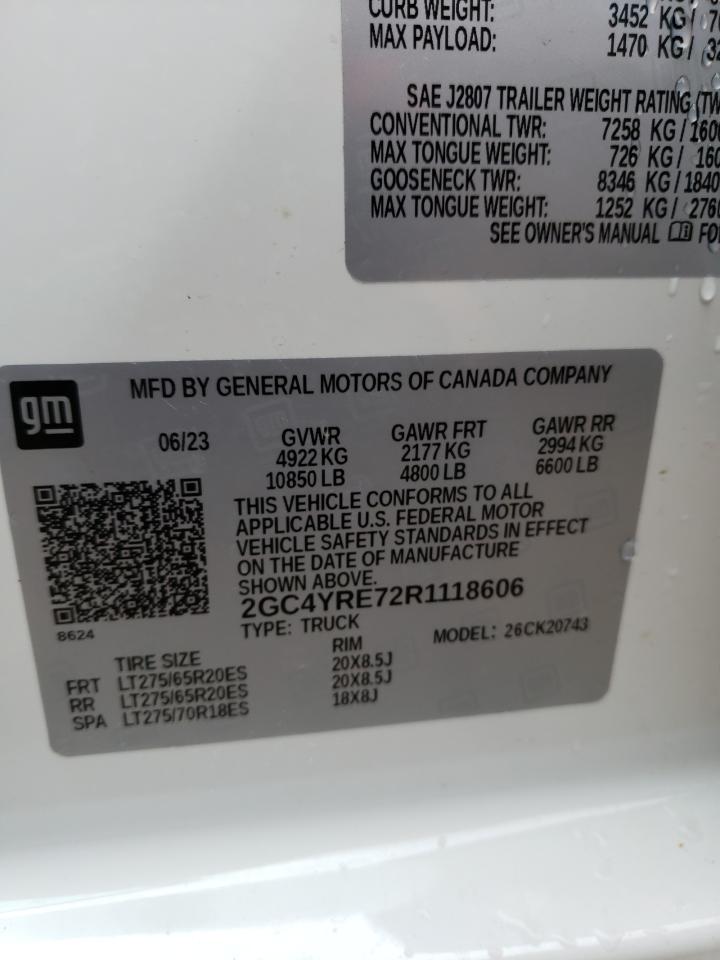 CURB WEIGHT: 3452 KG /
MAX PAYLOAD: 1470 KG /
SAE J2807 TRAILER WEIGHT RATING
CONVENTIONAL TWR: 7258 KG /
MAX TONGUE WEIGHT: 726 KG /
GOOSENECK TWR: 8346 KG /
MAX TONGUE WEIGHT: 1252 KG /
SEE OWNER'S MANUAL
gm
MFD BY GENERAL MOTORS OF CANADA COMPANY
06/23 GVWR GAWR FRT GAWR RR
4922 KG 2177 KG 2994 KG
10850 LB 4800 LB 6600 LB
THIS VEHICLE CONFORMS TO ALL
APPLICABLE U.S. FEDERAL MOTOR
VEHICLE SAFETY STANDARDS IN EFFECT
ON THE DATE OF MANUFACTURE
SHOWN ABOVE.
2GC4YRE72R1118606
8624
TYPE: TRUCK MODEL: 26CK20743
TIRE SIZE RIM
FRT LT275/65R20ES 20X8.5J
RR LT275/65R20ES 20X8.5J
SPA LT275/70R18ES 18X8J